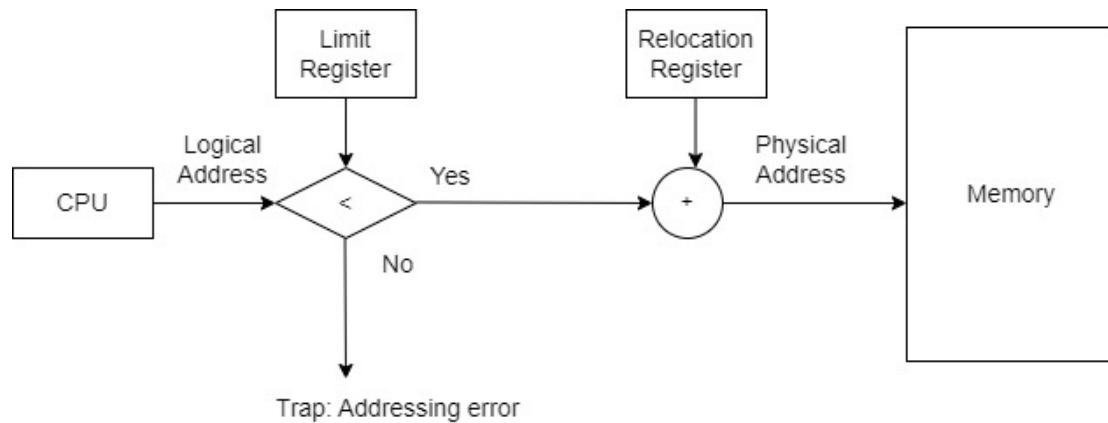 Limit
Register
Relocation
Register
Logical
Address
Physical
Address
CPU
<
Yes
+
Memory
No
Trap: Addressing error